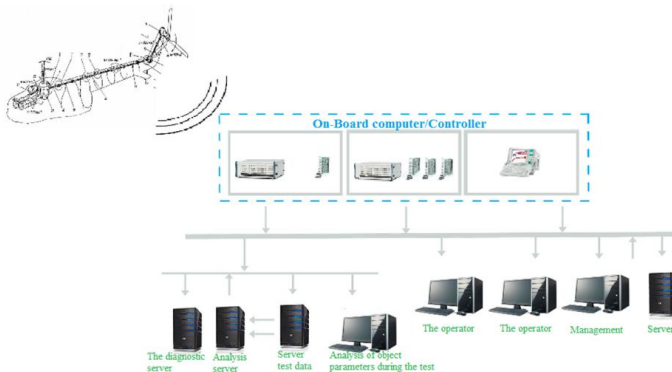 On-Board computer/Controller
The operator
The operator
Management
Server
The diagnostic
server
Analysis
server
Server
test data
Analysis of object
parameters during the test